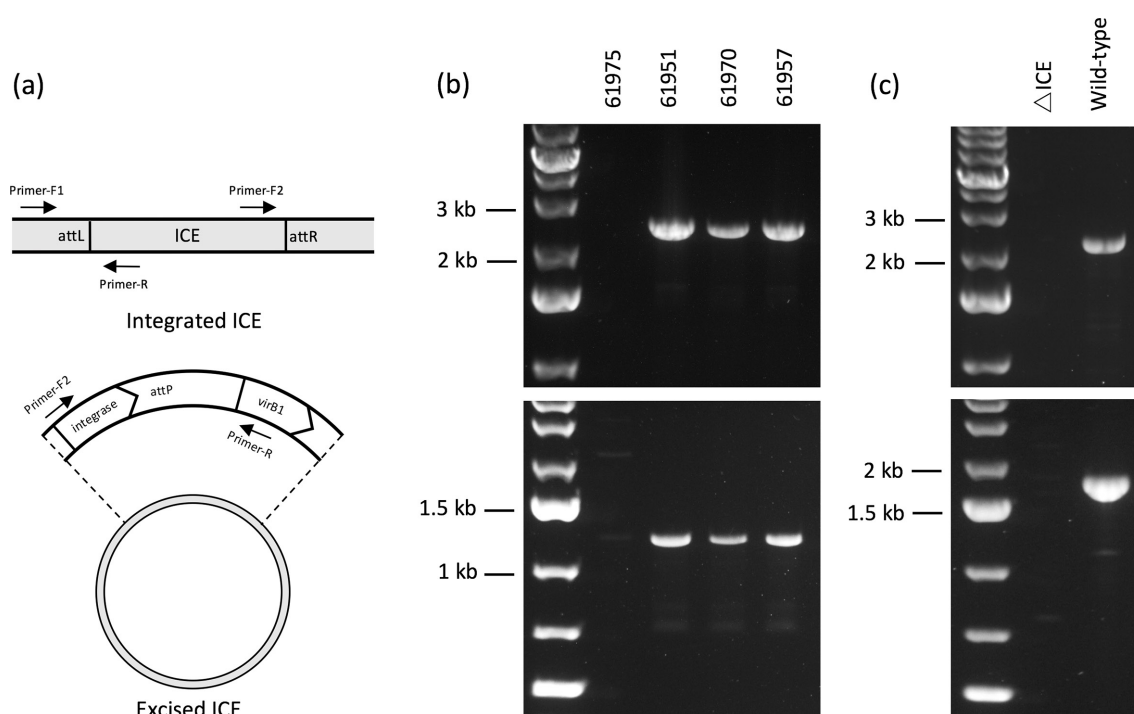 (a)
Primer-F1
Primer-F2
attL
ICE
attR
Primer-R
Integrated ICE
Primer-F2
integrase
attP
virB1
Primer-R
Excised ICE
(b)
61975
61951
61970
61957
3 kb
2 kb
1.5 kb
1 kb
(c)
△ICE
Wild-type
3 kb
2 kb
2 kb
1.5 kb